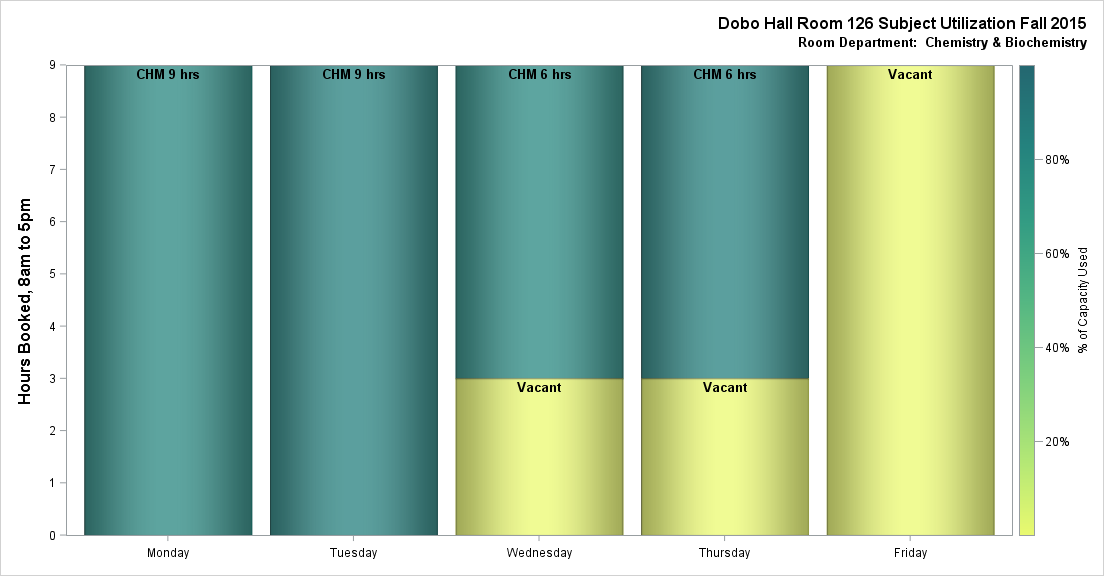 Dobo Hall Room 126 Subject Utilization Fall 2015
Room Department:  Chemistry & Biochemistry
Hours Booked, 8am to 5pm
9
8
7
6
5
4
3
2
1
0
CHM 9 hrs
CHM 9 hrs
CHM 6 hrs
CHM 6 hrs
Vacant
Vacant
Vacant
Monday
Tuesday
Wednesday
Thursday
Friday
80%
60%
40%
20%
% of Capacity Used